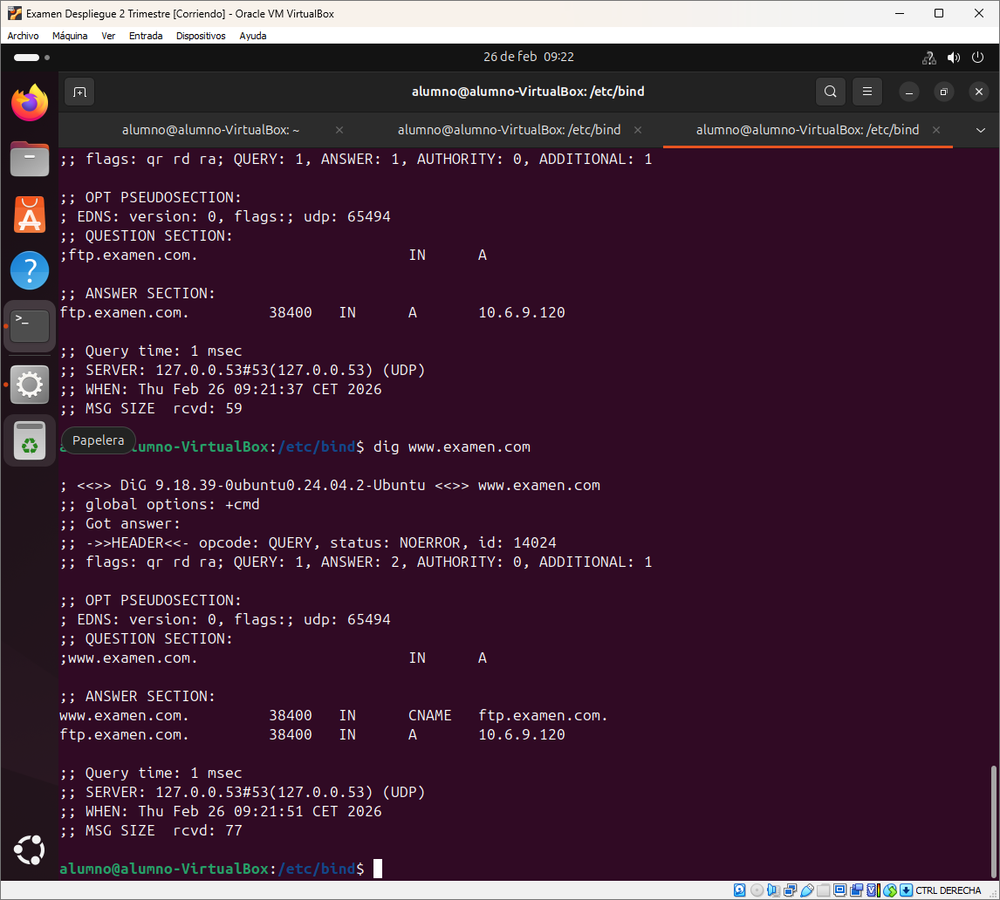 Examen Despliegue 2 Trimestre [Corriendo] - Oracle VM VirtualBox
Archivo Máquina Ver Entrada Dispositivos Ayuda
26 de feb 09:22
alumno@alumno-VirtualBox: /etc/bind
alumno@alumno-VirtualBox: ~ alumno@alumno-VirtualBox: /etc/bind alumno@alumno-VirtualBox: /etc/bind
;; flags: qr rd ra; QUERY: 1, ANSWER: 1, AUTHORITY: 0, ADDITIONAL: 1
;; OPT PSEUDOSECTION:
; EDNS: version: 0, flags:; udp: 65494
;; QUESTION SECTION:
;ftp.examen.com. IN A
;; ANSWER SECTION:
ftp.examen.com. 38400 IN A 10.6.9.120
;; Query time: 1 msec
;; SERVER: 127.0.0.53#53(127.0.0.53) (UDP)
;; WHEN: Thu Feb 26 09:21:37 CET 2026
;; MSG SIZE rcvd: 59
Papelera
lumno-VirtualBox:/etc/bind$ dig www.examen.com
; <<>> DiG 9.18.39-0ubuntu0.24.04.2-Ubuntu <<>> www.examen.com
;; global options: +cmd
;; Got answer:
;; ->>HEADER<<- opcode: QUERY, status: NOERROR, id: 14024
;; flags: qr rd ra; QUERY: 1, ANSWER: 2, AUTHORITY: 0, ADDITIONAL: 1
;; OPT PSEUDOSECTION:
; EDNS: version: 0, flags:; udp: 65494
;; QUESTION SECTION:
;www.examen.com. IN A
;; ANSWER SECTION:
www.examen.com. 38400 IN CNAME ftp.examen.com.
ftp.examen.com. 38400 IN A 10.6.9.120
;; Query time: 1 msec
;; SERVER: 127.0.0.53#53(127.0.0.53) (UDP)
;; WHEN: Thu Feb 26 09:21:51 CET 2026
;; MSG SIZE rcvd: 77
alumno@alumno-VirtualBox:/etc/bind$
CTRL DERECHA